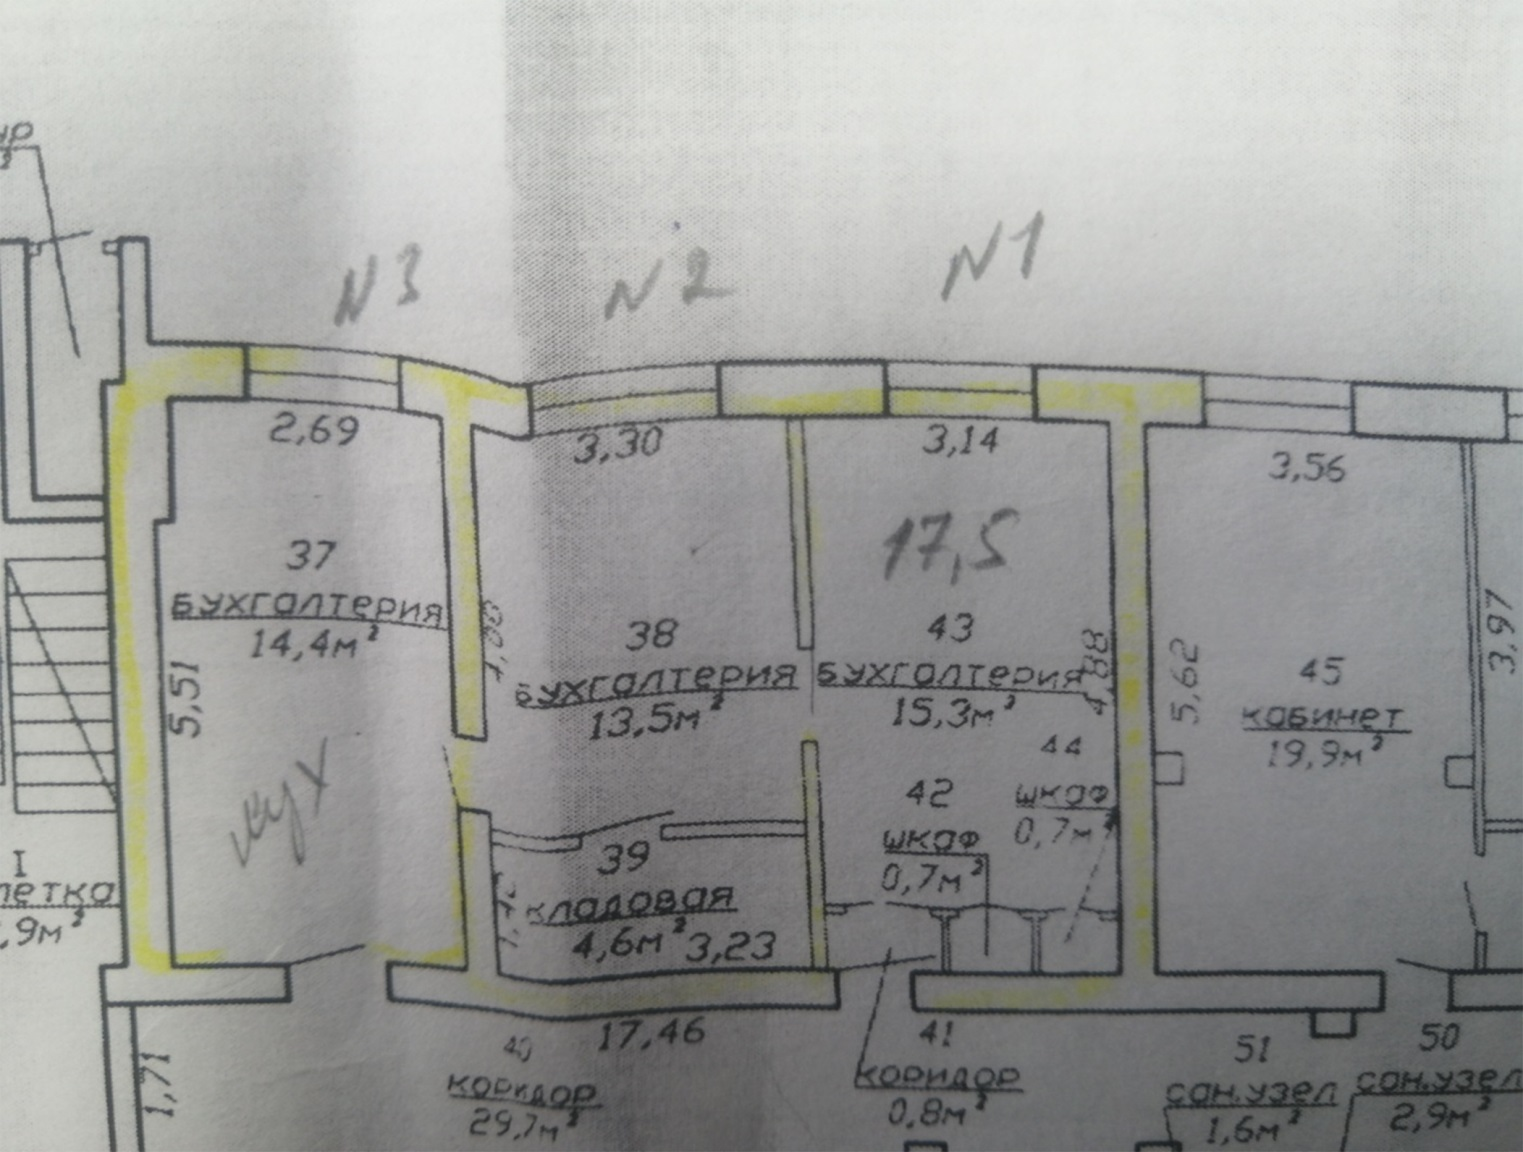 N3
N2
N1
2,69
3,30
3,14
3,56
17,5
37
бухгалтерия
14,4м²
5,51
38
бухгалтерия
13,5м²
43
бухгалтерия
15,3м²
4,88
5,62
45
кабинет
19,9м²
3,97
42
шкаф
0,7м²
44
шкаф
0,7м²
39
кладовая
4,6м²
3,23
I
,9м²
17,46
1,71
40
коридор
29,7м²
41
коридор
0,8м²
51
сан.узел
1,6м²
50
сан.узел
2,9м²